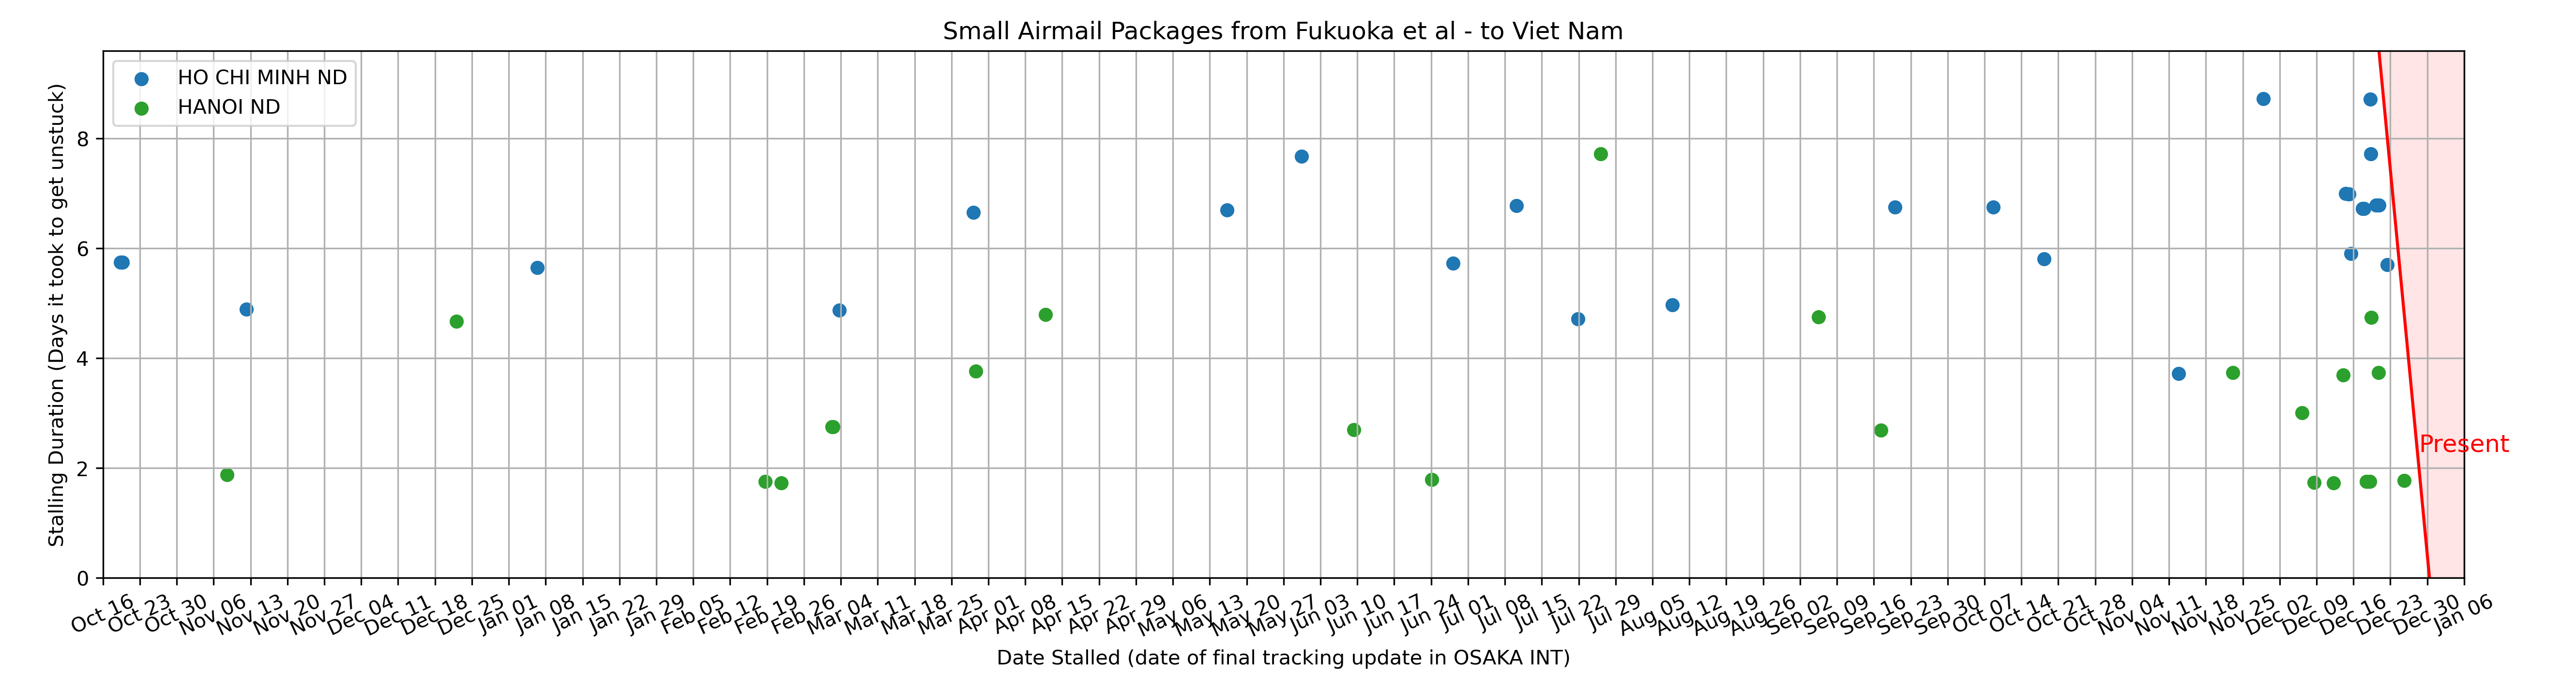 Small Airmail Packages from Fukuoka et al - to Viet Nam
HO CHI MINH ND
HANOI ND
Stalling Duration (Days it took to get unstuck)
8
6
4
2
0
Present
Oct 16
Oct 23
Oct 30
Nov 06
Nov 13
Nov 20
Nov 27
Dec 04
Dec 11
Dec 18
Dec 25
Jan 01
Jan 08
Jan 15
Jan 22
Jan 29
Feb 05
Feb 12
Feb 19
Feb 26
Mar 04
Mar 11
Mar 18
Mar 25
Apr 01
Apr 08
Apr 15
Apr 22
Apr 29
May 06
May 13
May 20
May 27
Jun 03
Jun 10
Jun 17
Jun 24
Jul 01
Jul 08
Jul 15
Jul 22
Jul 29
Aug 05
Aug 12
Aug 19
Aug 26
Sep 02
Sep 09
Sep 16
Sep 23
Sep 30
Oct 07
Oct 14
Oct 21
Oct 28
Nov 04
Nov 11
Nov 18
Nov 25
Dec 02
Dec 09
Dec 16
Dec 23
Dec 30
Jan 06
Date Stalled (date of final tracking update in OSAKA INT)